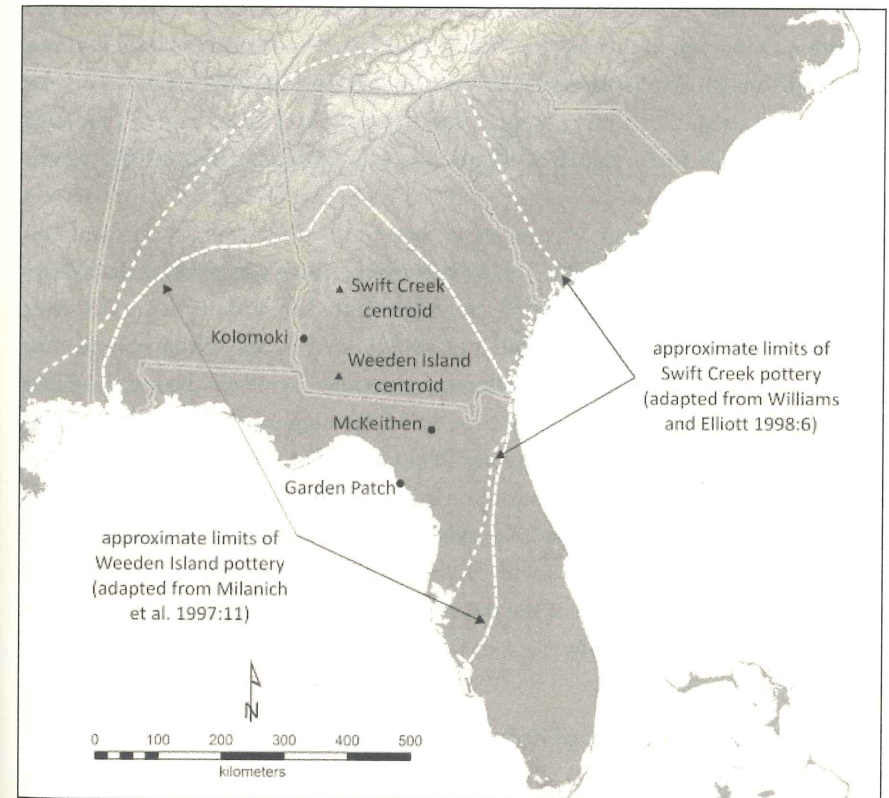 Swift Creek
centroid
Kolomoki
Weeden Island
centroid
McKeithen
Garden Patch
approximate limits of
Swift Creek pottery
(adapted from Williams
and Elliott 1998:6)
approximate limits of
Weeden Island pottery
(adapted from Milanich
et al. 1997:11)
N
0 100 200 300 400 500
kilometers